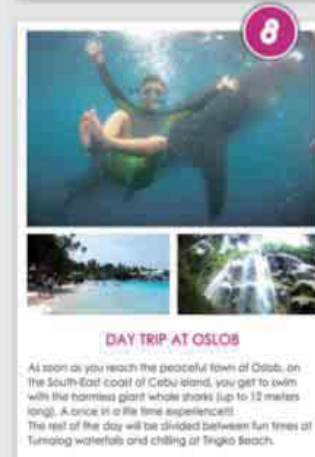 8
DAY TRIP AT OSLOB
As soon as you reach the peaceful town of Oslob, on
the South-East coast of Cebu island, you get to swim
with the harmless giant whale sharks (up to 12 meters
long). A once in a life time experience!!!
The rest of the day will be divided between fun times at
Tumalog waterfalls and chilling at Tingko Beach.